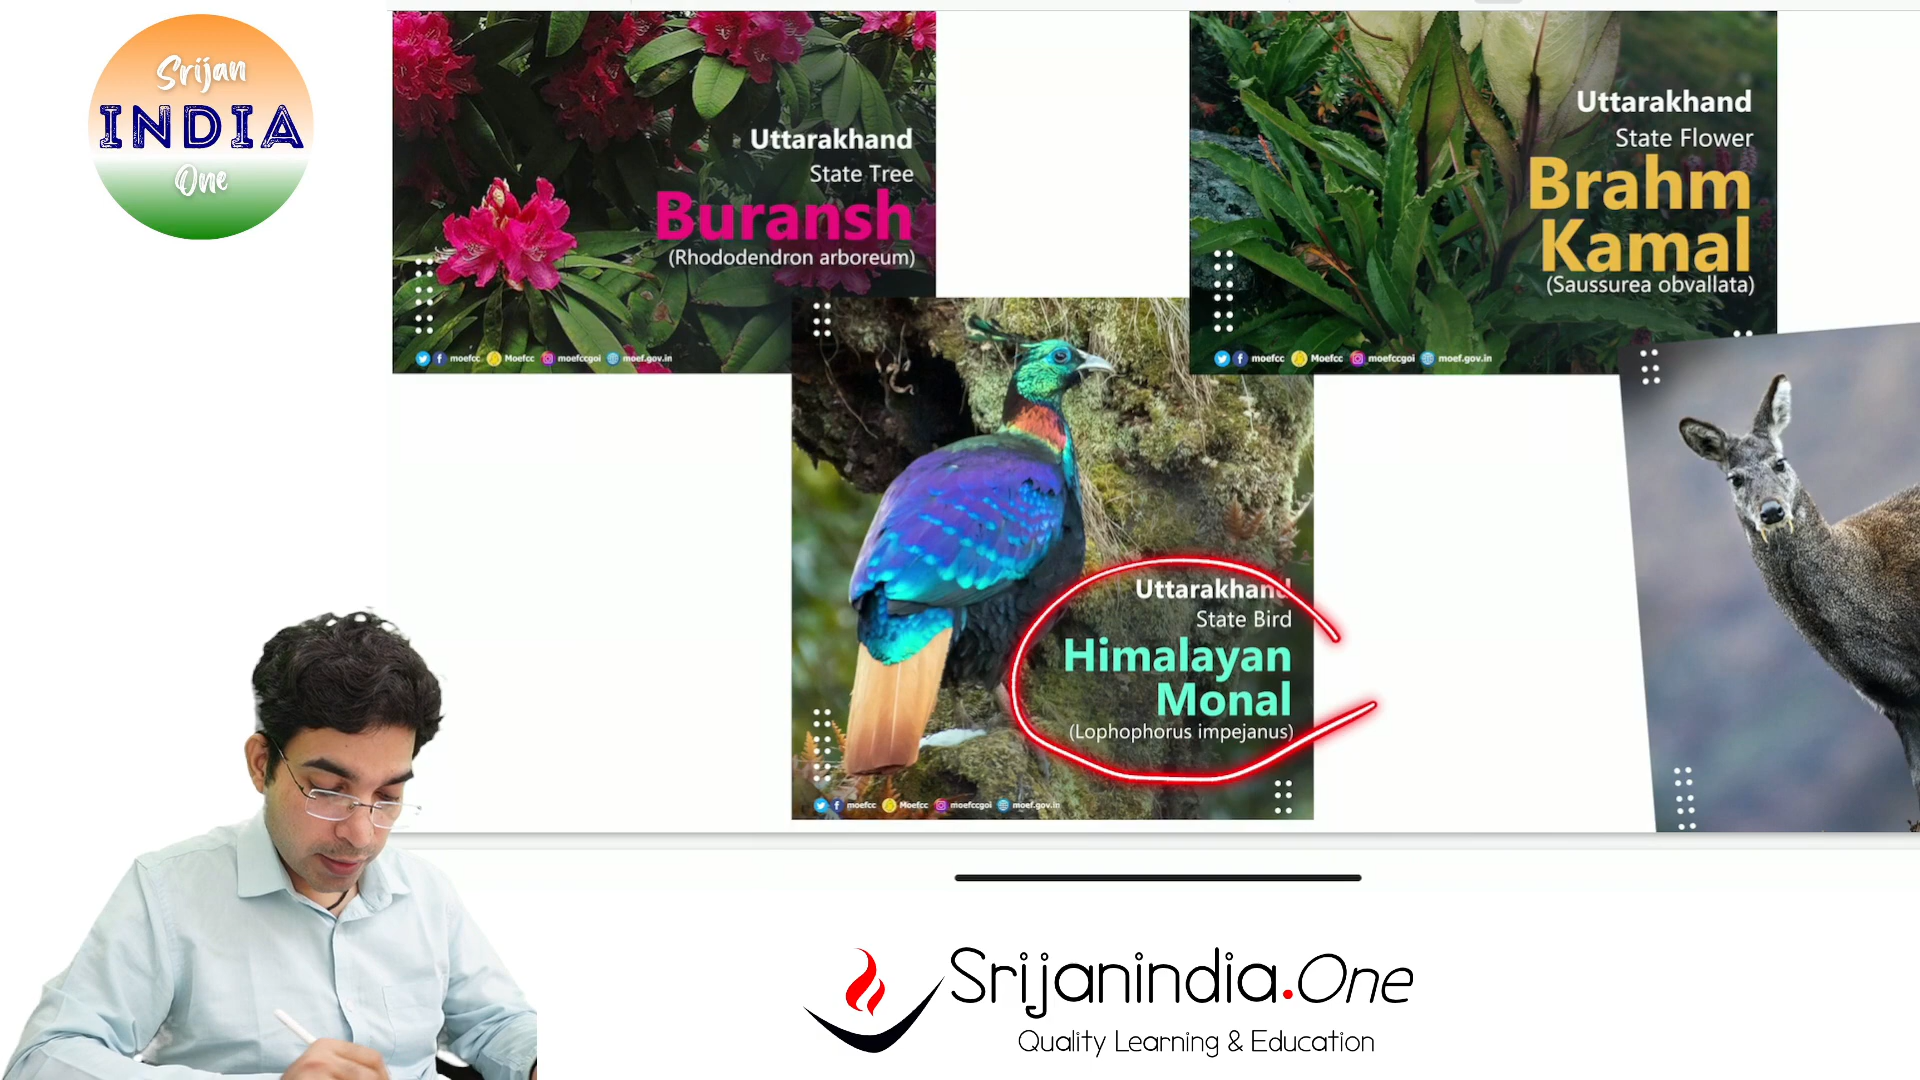 Srijan
INDIA
One
Uttarakhand
State Tree
Buransh
(Rhododendron arboreum)
moefcc Moefcc moefccgoi moef.gov.in
Uttarakhand
State Flower
Brahm
Kamal
(Saussurea obvallata)
moefcc Moefcc moefccgoi moef.gov.in
Uttarakhand
State Bird
Himalayan
Monal
(Lophophorus impejanus)
moefcc Moefcc moefccgoi moef.gov.in
Srijanindia.One
Quality Learning & Education